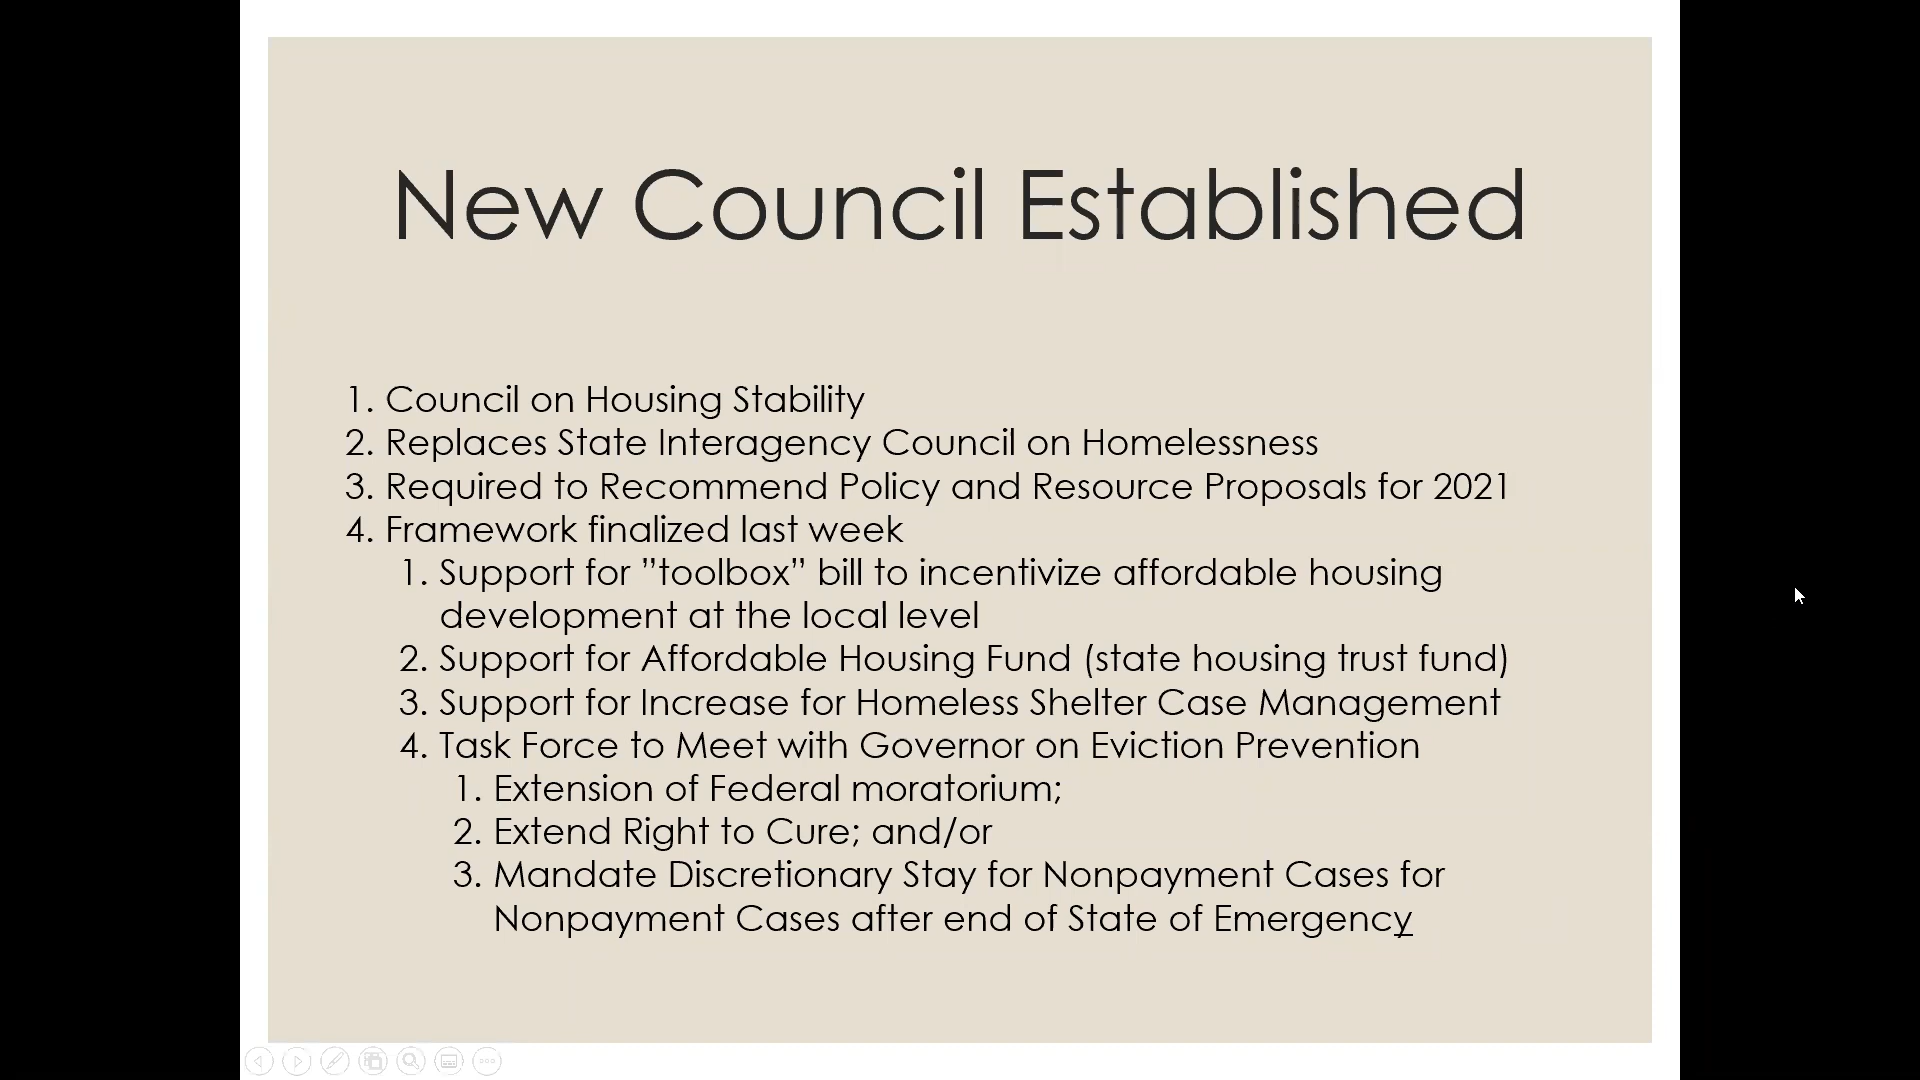 New Council Established
1. Council on Housing Stability
2. Replaces State Interagency Council on Homelessness
3. Required to Recommend Policy and Resource Proposals for 2021
4. Framework finalized last week
1. Support for ”toolbox” bill to incentivize affordable housing
development at the local level
2. Support for Affordable Housing Fund (state housing trust fund)
3. Support for Increase for Homeless Shelter Case Management
4. Task Force to Meet with Governor on Eviction Prevention
1. Extension of Federal moratorium;
2. Extend Right to Cure; and/or
3. Mandate Discretionary Stay for Nonpayment Cases for
Nonpayment Cases after end of State of Emergency